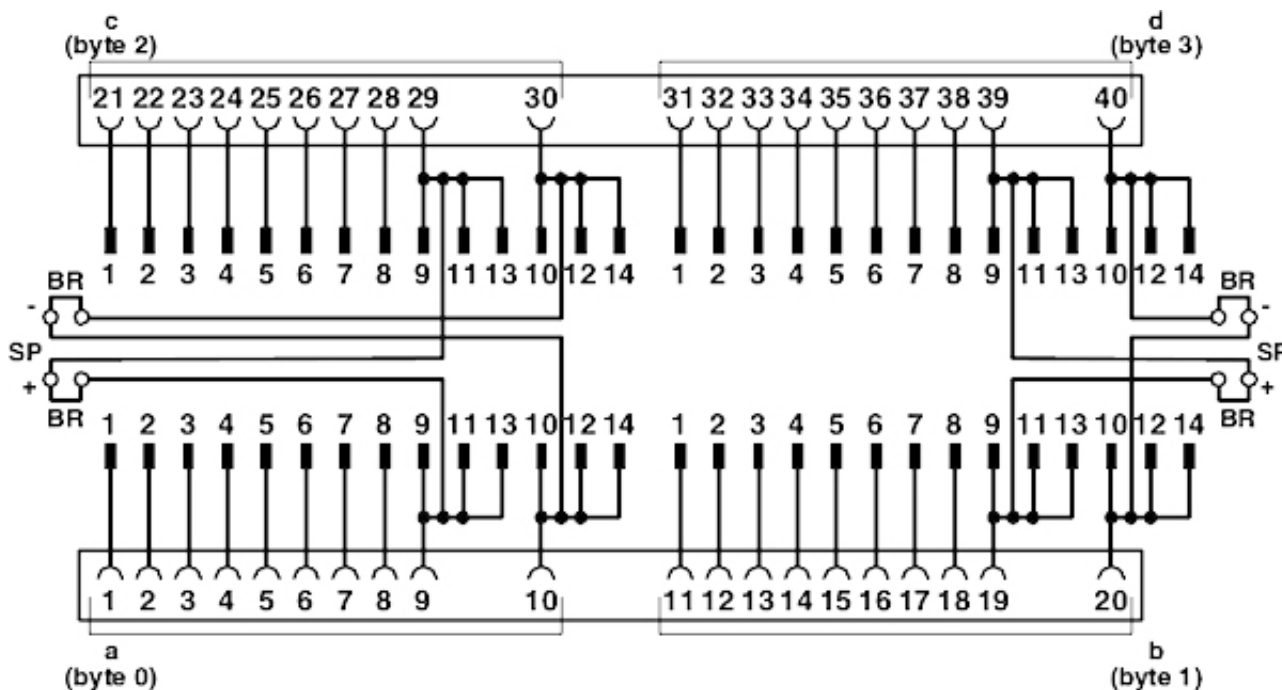 c d
(byte 2) (byte 3)
21 22 23 24 25 26 27 28 29 30 31 32 33 34 35 36 37 38 39 40
1 2 3 4 5 6 7 8 9 11 13 10 12 14 1 2 3 4 5 6 7 8 9 11 13 10 12 14
BR BR
- -
SP SP
+ +
BR BR
1 2 3 4 5 6 7 8 9 11 13 10 12 14 1 2 3 4 5 6 7 8 9 11 13 10 12 14
1 2 3 4 5 6 7 8 9 10 11 12 13 14 15 16 17 18 19 20
a b
(byte 0) (byte 1)